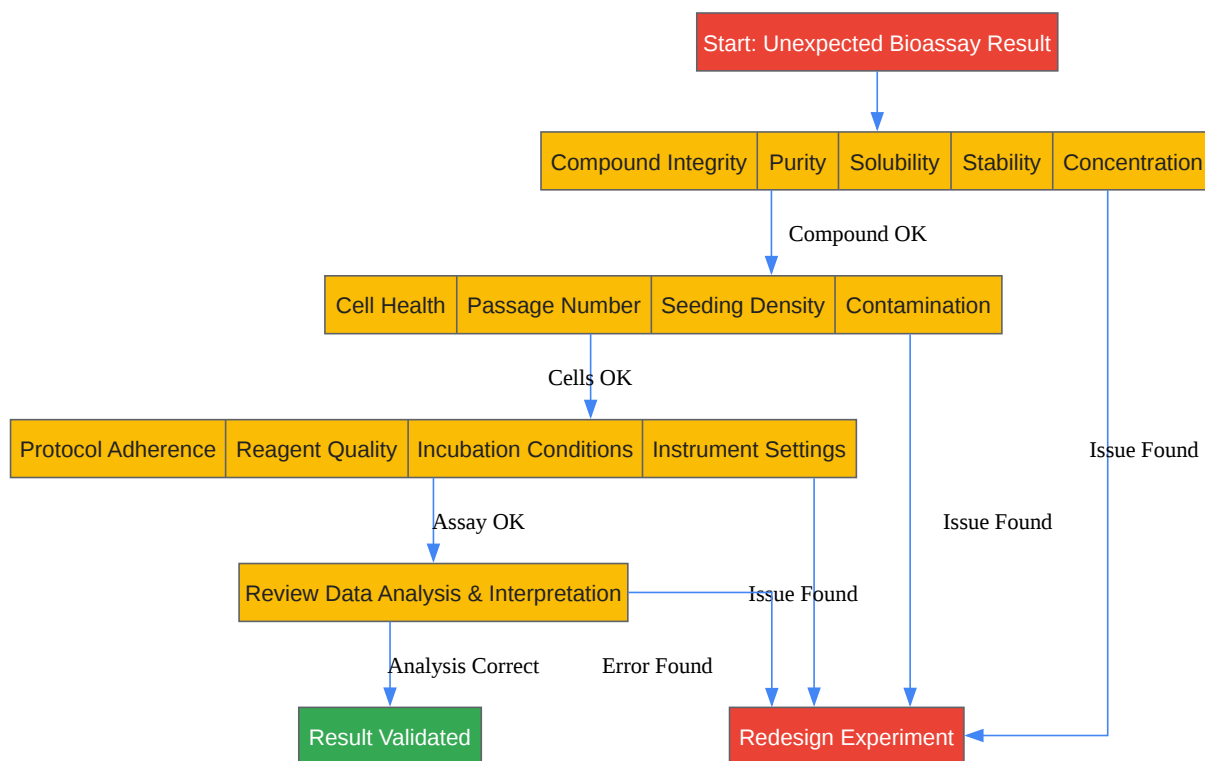 Start: Unexpected Bioassay Result
Compound Integrity Purity Solubility Stability Concentration
Compound OK
Cell Health Passage Number Seeding Density Contamination
Cells OK
Protocol Adherence Reagent Quality Incubation Conditions Instrument Settings
Issue Found
Assay OK
Issue Found
Review Data Analysis & Interpretation
Issue Found
Analysis Correct
Error Found
Result Validated
Redesign Experiment